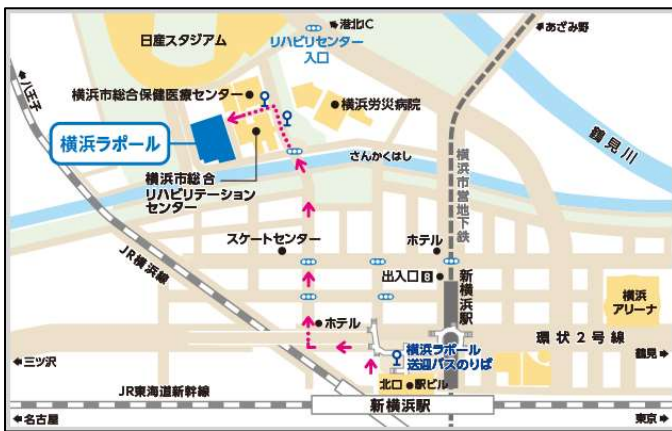 日産スタジアム
港北IC
リハビリセンター
入口
あざみ野
八王子
横浜市総合保健医療センター
横浜労災病院
鶴見川
横浜ラポール
さんかくはし
横浜市営地下鉄
横浜市総合
リハビリテーション
センター
JR横浜線
スケートセンター
ホテル
出入口8
新横浜駅
横浜
アリーナ
ホテル
環状2号線
横浜ラポール
送迎バスのりば
三ツ沢
鶴見
北口
駅ビル
JR東海道新幹線
新横浜駅
名古屋
東京